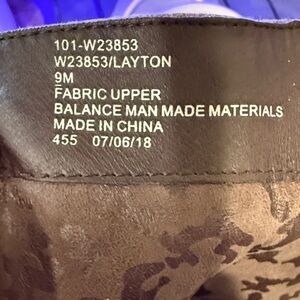 101-W23853
W23853/LAYTON
9M
FABRIC UPPER
BALANCE MAN MADE MATERIALS
MADE IN CHINA
455 07/06/18